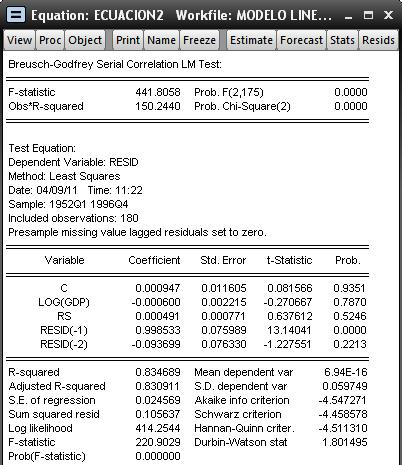 Equation: ECUACION2 Workfile: MODELO LINE...
View Proc Object Print Name Freeze Estimate Forecast Stats Resids
Breusch-Godfrey Serial Correlation LM Test:
F-statistic 441.8058 Prob. F(2,175) 0.0000
Obs*R-squared 150.2440 Prob. Chi-Square(2) 0.0000
Test Equation:
Dependent Variable: RESID
Method: Least Squares
Date: 04/09/11 Time: 11:22
Sample: 1952Q1 1996Q4
Included observations: 180
Presample missing value lagged residuals set to zero.
Variable Coefficient Std. Error t-Statistic Prob.
C 0.000947 0.011605 0.081566 0.9351
LOG(GDP) -0.000600 0.002215 -0.270667 0.7870
RS 0.000491 0.000771 0.637612 0.5246
RESID(-1) 0.998533 0.075989 13.14041 0.0000
RESID(-2) -0.093699 0.076330 -1.227551 0.2213
R-squared 0.834689 Mean dependent var 6.94E-16
Adjusted R-squared 0.830911 S.D. dependent var 0.059749
S.E. of regression 0.024569 Akaike info criterion -4.547271
Sum squared resid 0.105637 Schwarz criterion -4.458578
Log likelihood 414.2544 Hannan-Quinn criter. -4.511310
F-statistic 220.9029 Durbin-Watson stat 1.801495
Prob(F-statistic) 0.000000